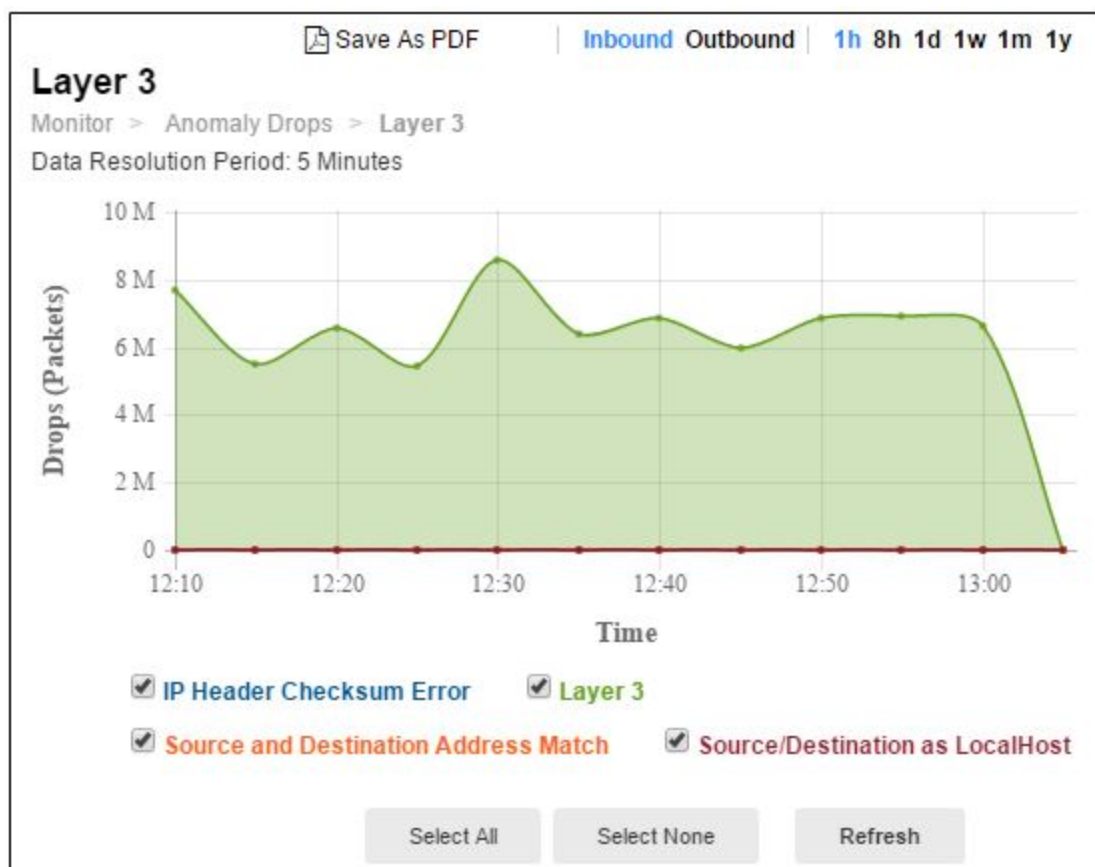 Save As PDF Inbound Outbound 1h 8h 1d 1w 1m 1y
Layer 3
Monitor > Anomaly Drops > Layer 3
Data Resolution Period: 5 Minutes
10 M
8 M
6 M
4 M
2 M
0
Drops (Packets)
12:10 12:20 12:30 12:40 12:50 13:00
Time
IP Header Checksum Error Layer 3
Source and Destination Address Match Source/Destination as LocalHost
Select All Select None Refresh